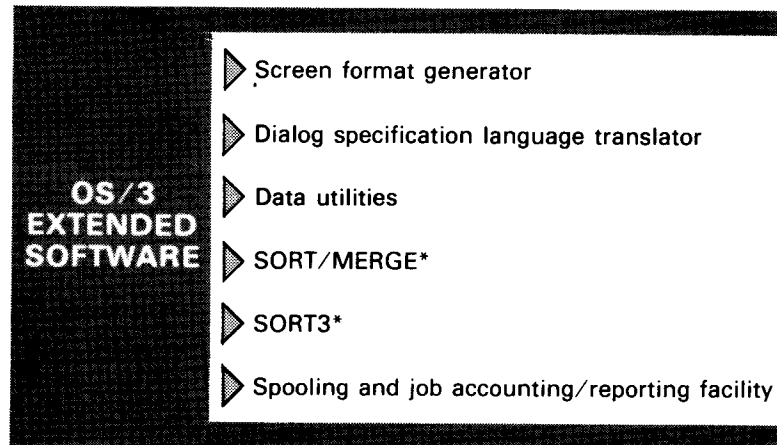 OS/3
EXTENDED
SOFTWARE
Screen format generator
Dialog specification language translator
Data utilities
SORT/MERGE*
SORT3*
Spooling and job accounting/reporting facility